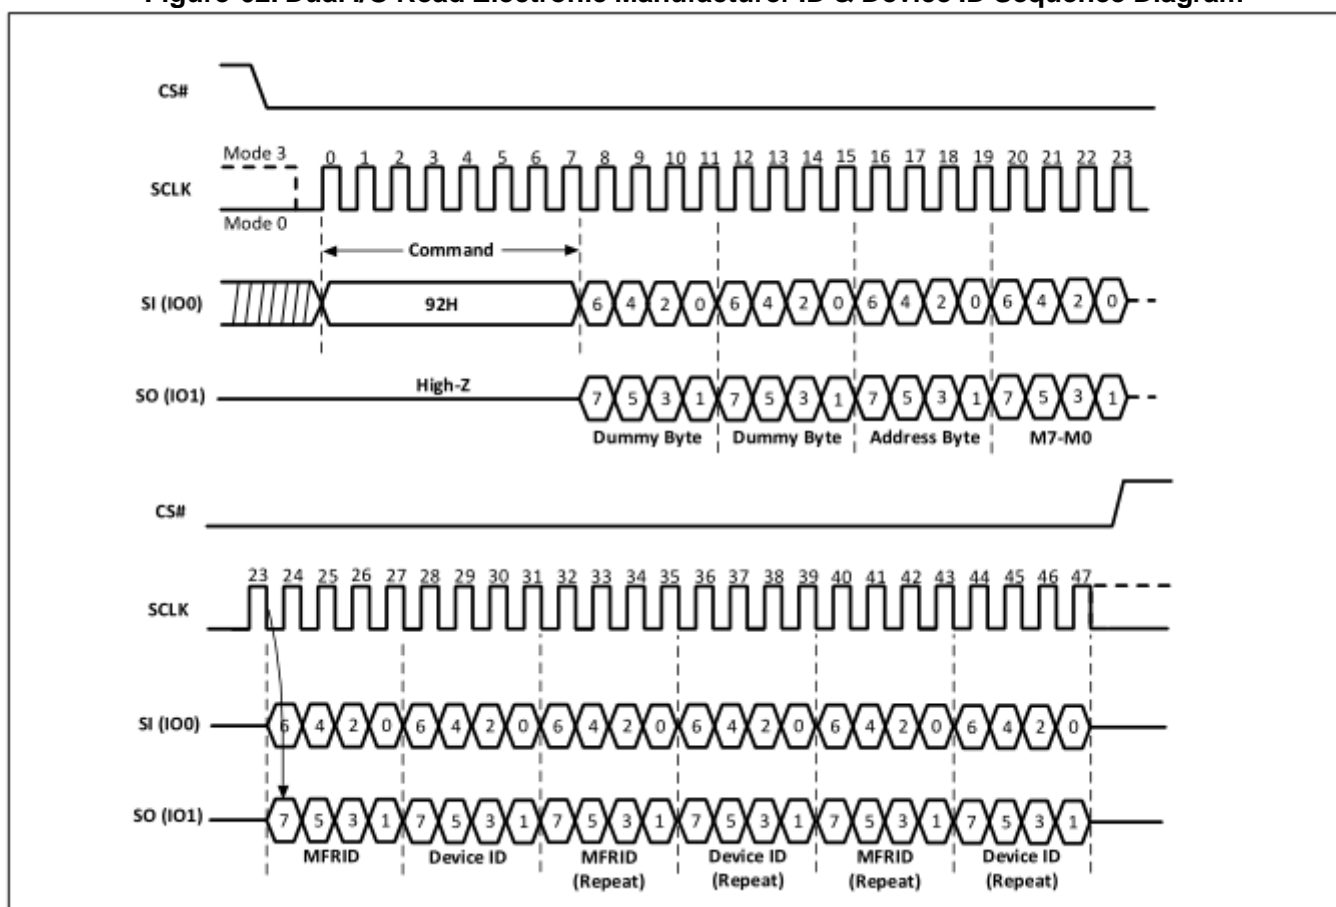 Figure 62. Dual I/O Read Electronic Manufacturer ID & Device ID Sequence Diagram
CS#
Mode 3
0 1 2 3 4 5 6 7 8 9 10 11 12 13 14 15 16 17 18 19 20 21 22 23
SCLK
Mode 0
Command
SI (IO0) 92H 6 4 2 0 6 4 2 0 6 4 2 0 6 4 2 0
High-Z
SO (IO1) 7 5 3 1 7 5 3 1 7 5 3 1 7 5 3 1
Dummy Byte Dummy Byte Address Byte M7-M0
CS#
23 24 25 26 27 28 29 30 31 32 33 34 35 36 37 38 39 40 41 42 43 44 45 46 47
SCLK
SI (IO0) 6 4 2 0 6 4 2 0 6 4 2 0 6 4 2 0 6 4 2 0 6 4 2 0
SO (IO1) 7 5 3 1 7 5 3 1 7 5 3 1 7 5 3 1 7 5 3 1 7 5 3 1
MFRID Device ID MFRID Device ID MFRID Device ID
(Repeat) (Repeat) (Repeat) (Repeat)